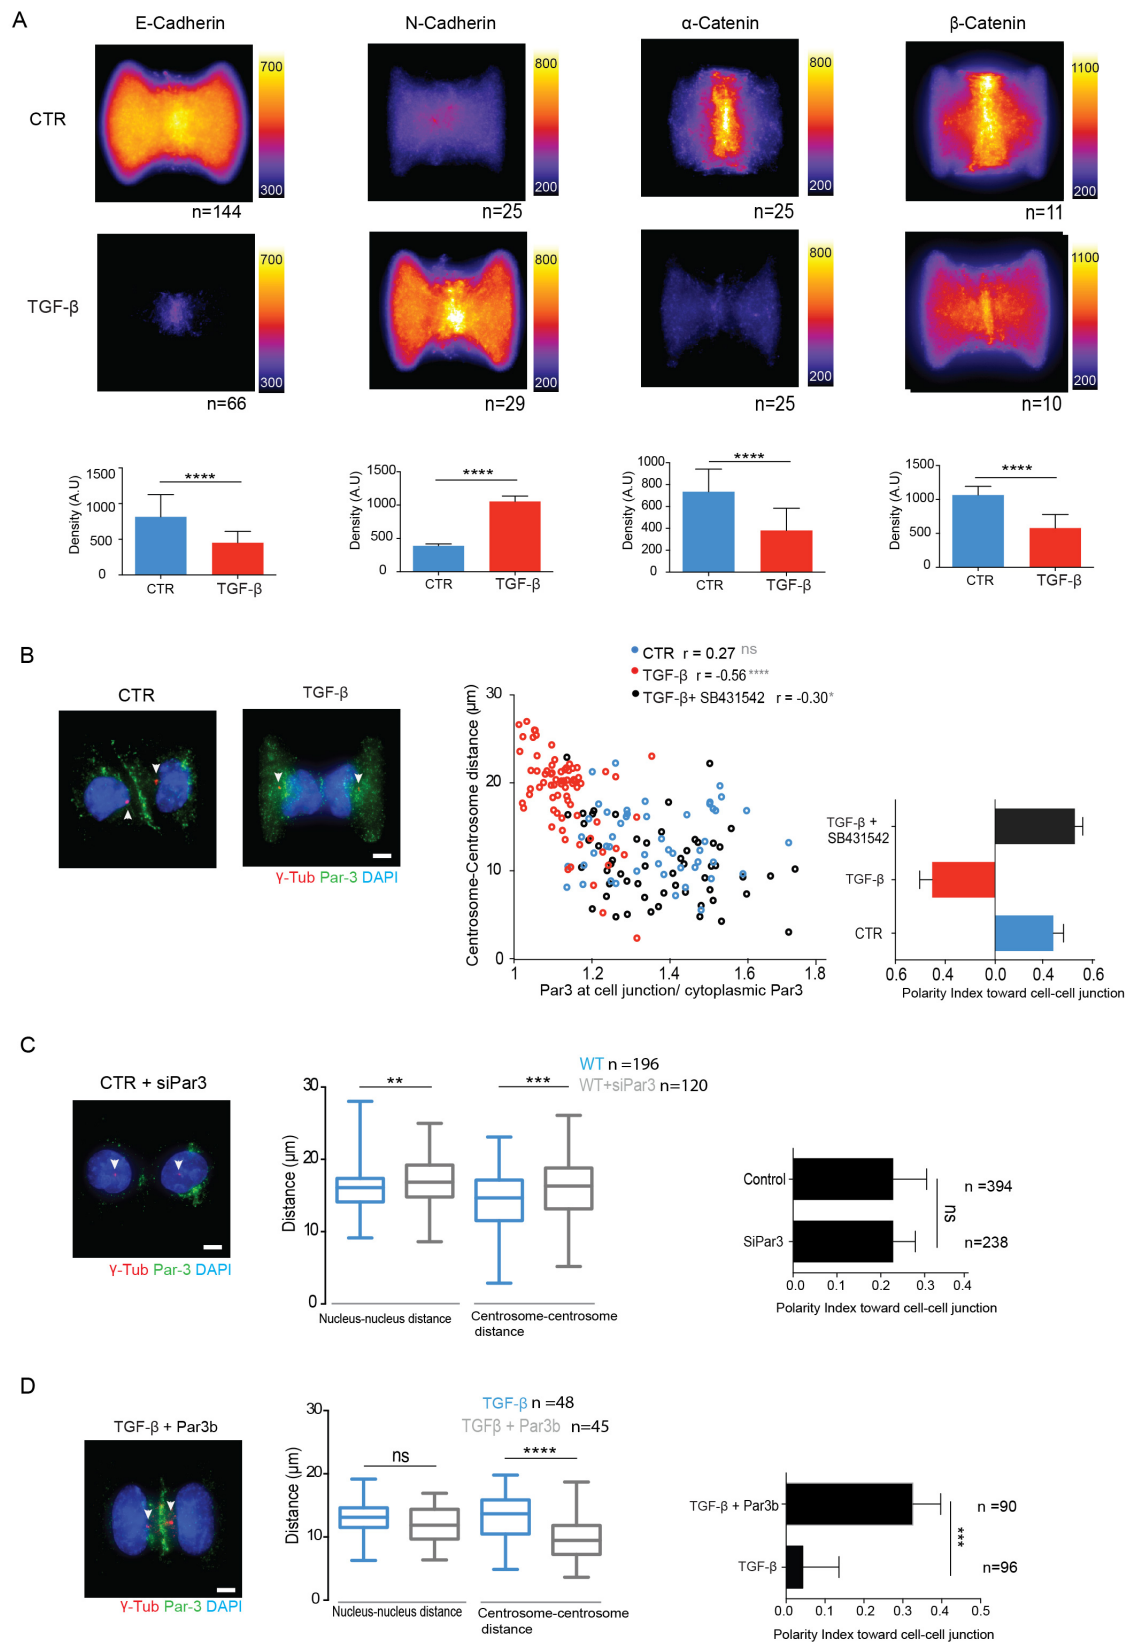 A
E-Cadherin
N-Cadherin
α-Catenin
β-Catenin
CTR
700
300
800
200
800
200
1100
200
n=144
n=25
n=25
n=11
TGF-β
700
300
800
200
800
200
1100
200
n=66
n=29
n=25
n=10
Density (A.U)
1500
1000
500
0
****
CTR
TGF-β
Density (A.U)
1500
1000
500
0
****
CTR
TGF-β
Density (A.U)
1000
800
600
400
200
0
****
CTR
TGF-β
Density (A.U)
1500
1000
500
0
****
CTR
TGF-β
B
CTR
TGF-β
γ-Tub Par-3 DAPI
CTR r = 0.27 ns
TGF-β r = -0.56 ****
TGF-β+ SB431542 r = -0.30 *
Centrosome-Centrosome distance (µm)
30
20
10
0
1
1.2
1.4
1.6
1.8
Par3 at cell junction/ cytoplasmic Par3
TGF-β +
SB431542
TGF-β
CTR
0.6
0.4
0.0
0.4
0.6
Polarity Index toward cell-cell junction
C
CTR + siPar3
γ-Tub Par-3 DAPI
WT n =196
WT+siPar3 n=120
Distance (µm)
30
20
10
0
**
***
Nucleus-nucleus distance
Centrosome-centrosome
distance
Control
SiPar3
n =394
ns
n=238
0.0
0.1
0.2
0.3
0.4
Polarity Index toward cell-cell junction
D
TGF-β + Par3b
γ-Tub Par-3 DAPI
TGF-β n =48
TGFβ + Par3b n=45
Distance (µm)
30
20
10
0
ns
****
Nucleus-nucleus distance
Centrosome-centrosome
distance
TGF-β + Par3b
TGF-β
n =90
***
n=96
0.0
0.1
0.2
0.3
0.4
0.5
Polarity Index toward cell-cell junction